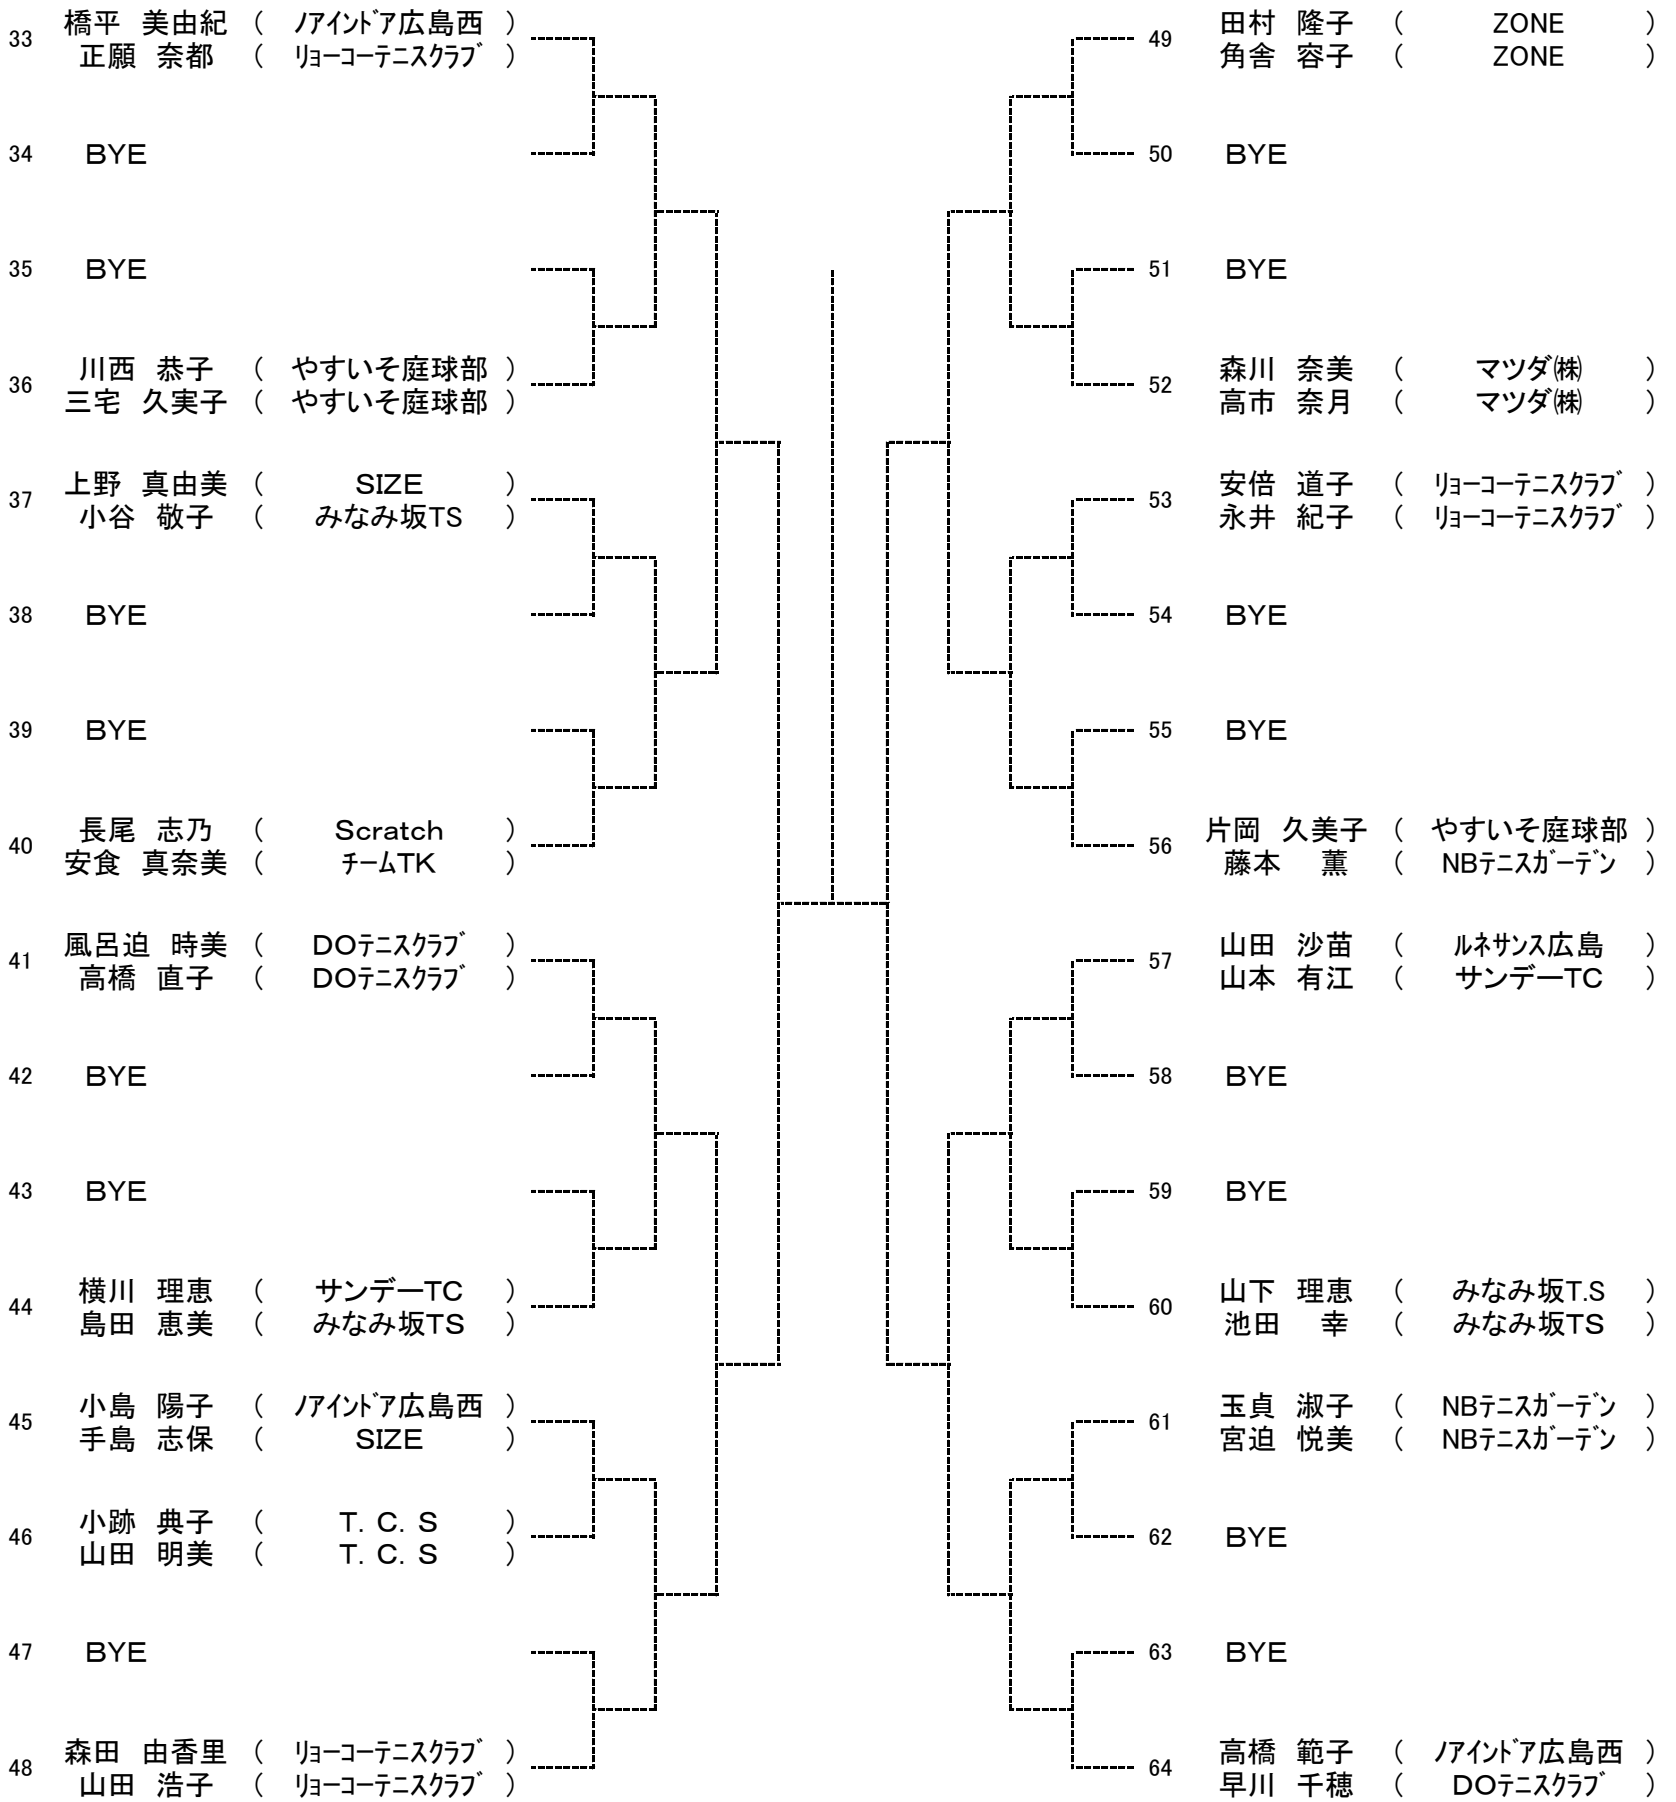 33 橋平 美由紀 ( ﾉｱｲﾝﾄﾞｱ広島西 )
正願 奈都 ( ﾘｮｰｺｰﾃﾆｽｸﾗﾌﾞ )
34 BYE
35 BYE
36 川西 恭子 ( やすいそ庭球部 )
三宅 久実子 ( やすいそ庭球部 )
37 上野 真由美 ( SIZE )
小谷 敬子 ( みなみ坂TS )
38 BYE
39 BYE
40 長尾 志乃 ( Scratch )
安食 真奈美 ( ﾁｰﾑTK )
41 風呂迫 時美 ( DOﾃﾆｽｸﾗﾌﾞ )
高橋 直子 ( DOﾃﾆｽｸﾗﾌﾞ )
42 BYE
43 BYE
44 横川 理恵 ( サンデーTC )
島田 恵美 ( みなみ坂TS )
45 小島 陽子 ( ﾉｱｲﾝﾄﾞｱ広島西 )
手島 志保 ( SIZE )
46 小跡 典子 ( T. C. S )
山田 明美 ( T. C. S )
47 BYE
48 森田 由香里 ( ﾘｮｰｺｰﾃﾆｽｸﾗﾌﾞ )
山田 浩子 ( ﾘｮｰｺｰﾃﾆｽｸﾗﾌﾞ )
49 田村 隆子 ( ZONE )
角舎 容子 ( ZONE )
50 BYE
51 BYE
52 森川 奈美 ( マツダ㈱ )
高市 奈月 ( マツダ㈱ )
53 安倍 道子 ( ﾘｮｰｺｰﾃﾆｽｸﾗﾌﾞ )
永井 紀子 ( ﾘｮｰｺｰﾃﾆｽｸﾗﾌﾞ )
54 BYE
55 BYE
56 片岡 久美子 ( やすいそ庭球部 )
藤本 薫 ( NBﾃﾆｽｶﾞｰﾃﾞﾝ )
57 山田 沙苗 ( ﾙﾈｻﾝｽ広島 )
山本 有江 ( サンデーTC )
58 BYE
59 BYE
60 山下 理恵 ( みなみ坂T.S )
池田 幸 ( みなみ坂TS )
61 玉貞 淑子 ( NBﾃﾆｽｶﾞｰﾃﾞﾝ )
宮迫 悦美 ( NBﾃﾆｽｶﾞｰﾃﾞﾝ )
62 BYE
63 BYE
64 高橋 範子 ( ﾉｱｲﾝﾄﾞｱ広島西 )
早川 千穂 ( DOﾃﾆｽｸﾗﾌﾞ )